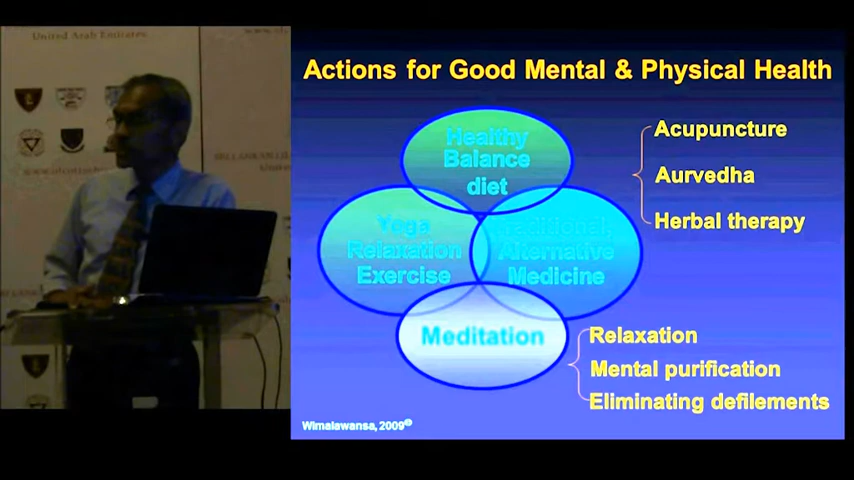 United Arab Emirates
Actions for Good Mental & Physical Health
Healthy
Balance
diet
Acupuncture
Aurvedha
Herbal therapy
Yoga
Relaxation
Exercise
Alternative
Medicine
Meditation
Relaxation
Mental purification
Eliminating defilements
Wimalawansa, 2009©